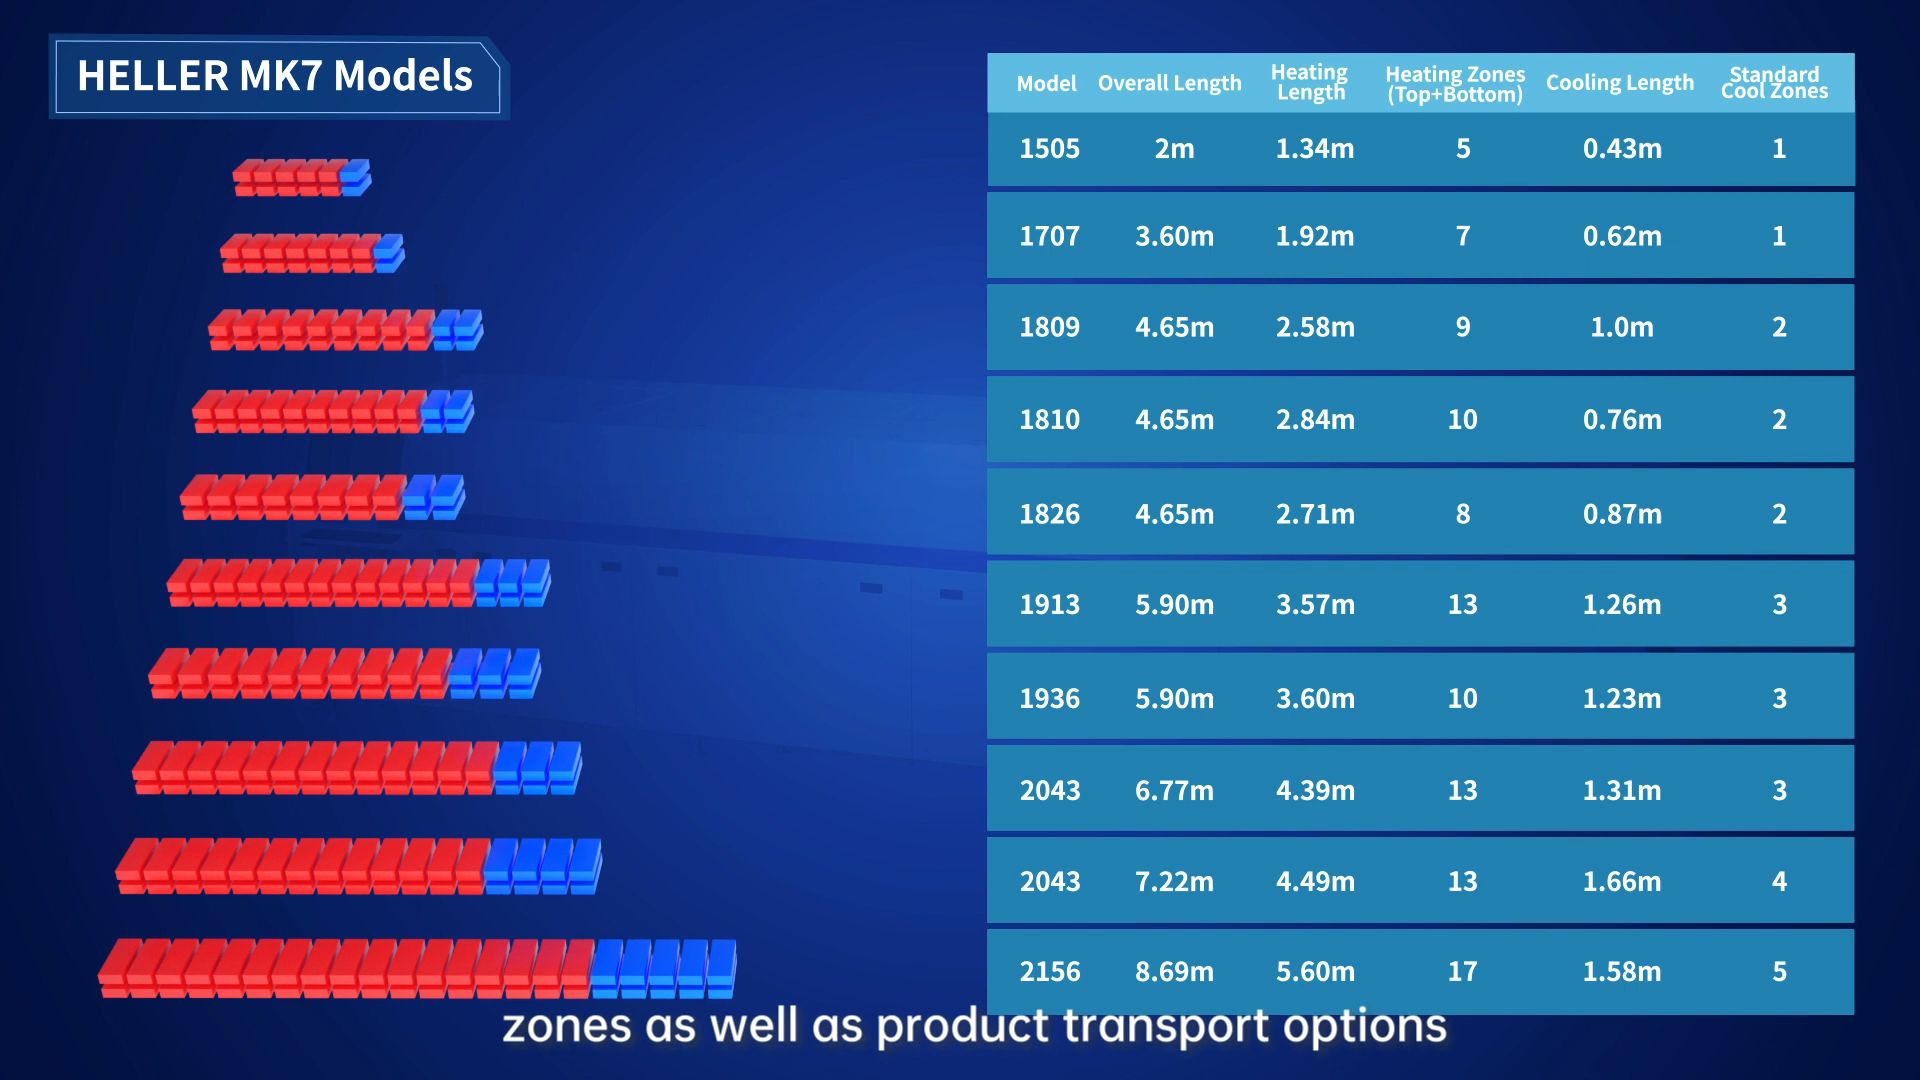 HELLER MK7 Models
Model Overall Length Heating Length Heating Zones (Top+Bottom) Cooling Length Standard Cool Zones
1505 2m 1.34m 5 0.43m 1
1707 3.60m 1.92m 7 0.62m 1
1809 4.65m 2.58m 9 1.0m 2
1810 4.65m 2.84m 10 0.76m 2
1826 4.65m 2.71m 8 0.87m 2
1913 5.90m 3.57m 13 1.26m 3
1936 5.90m 3.60m 10 1.23m 3
2043 6.77m 4.39m 13 1.31m 3
2043 7.22m 4.49m 13 1.66m 4
2156 8.69m 5.60m 17 1.58m 5
zones as well as product transport options